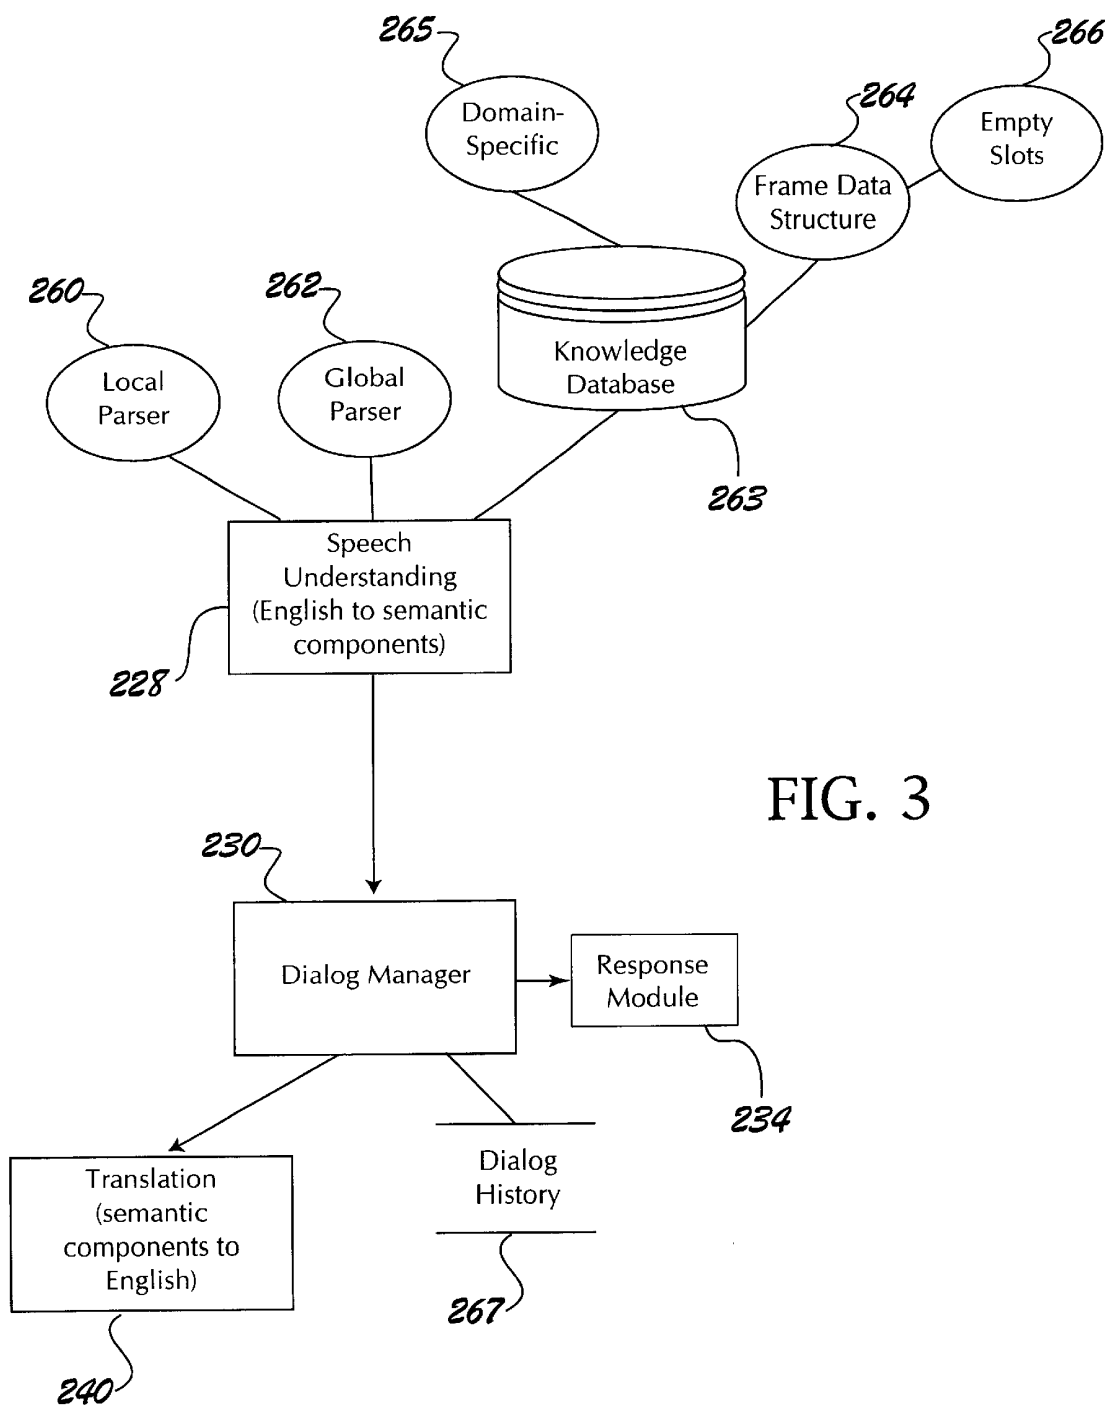 265
266
Domain-
Specific
264
Empty
Slots
Frame Data
Structure
260
262
Knowledge
Database
Local
Parser
Global
Parser
263
Speech
Understanding
(English to semantic
components)
228
FIG. 3
230
Dialog Manager
Response
Module
234
Translation
(semantic
components to
English)
Dialog
History
267
240